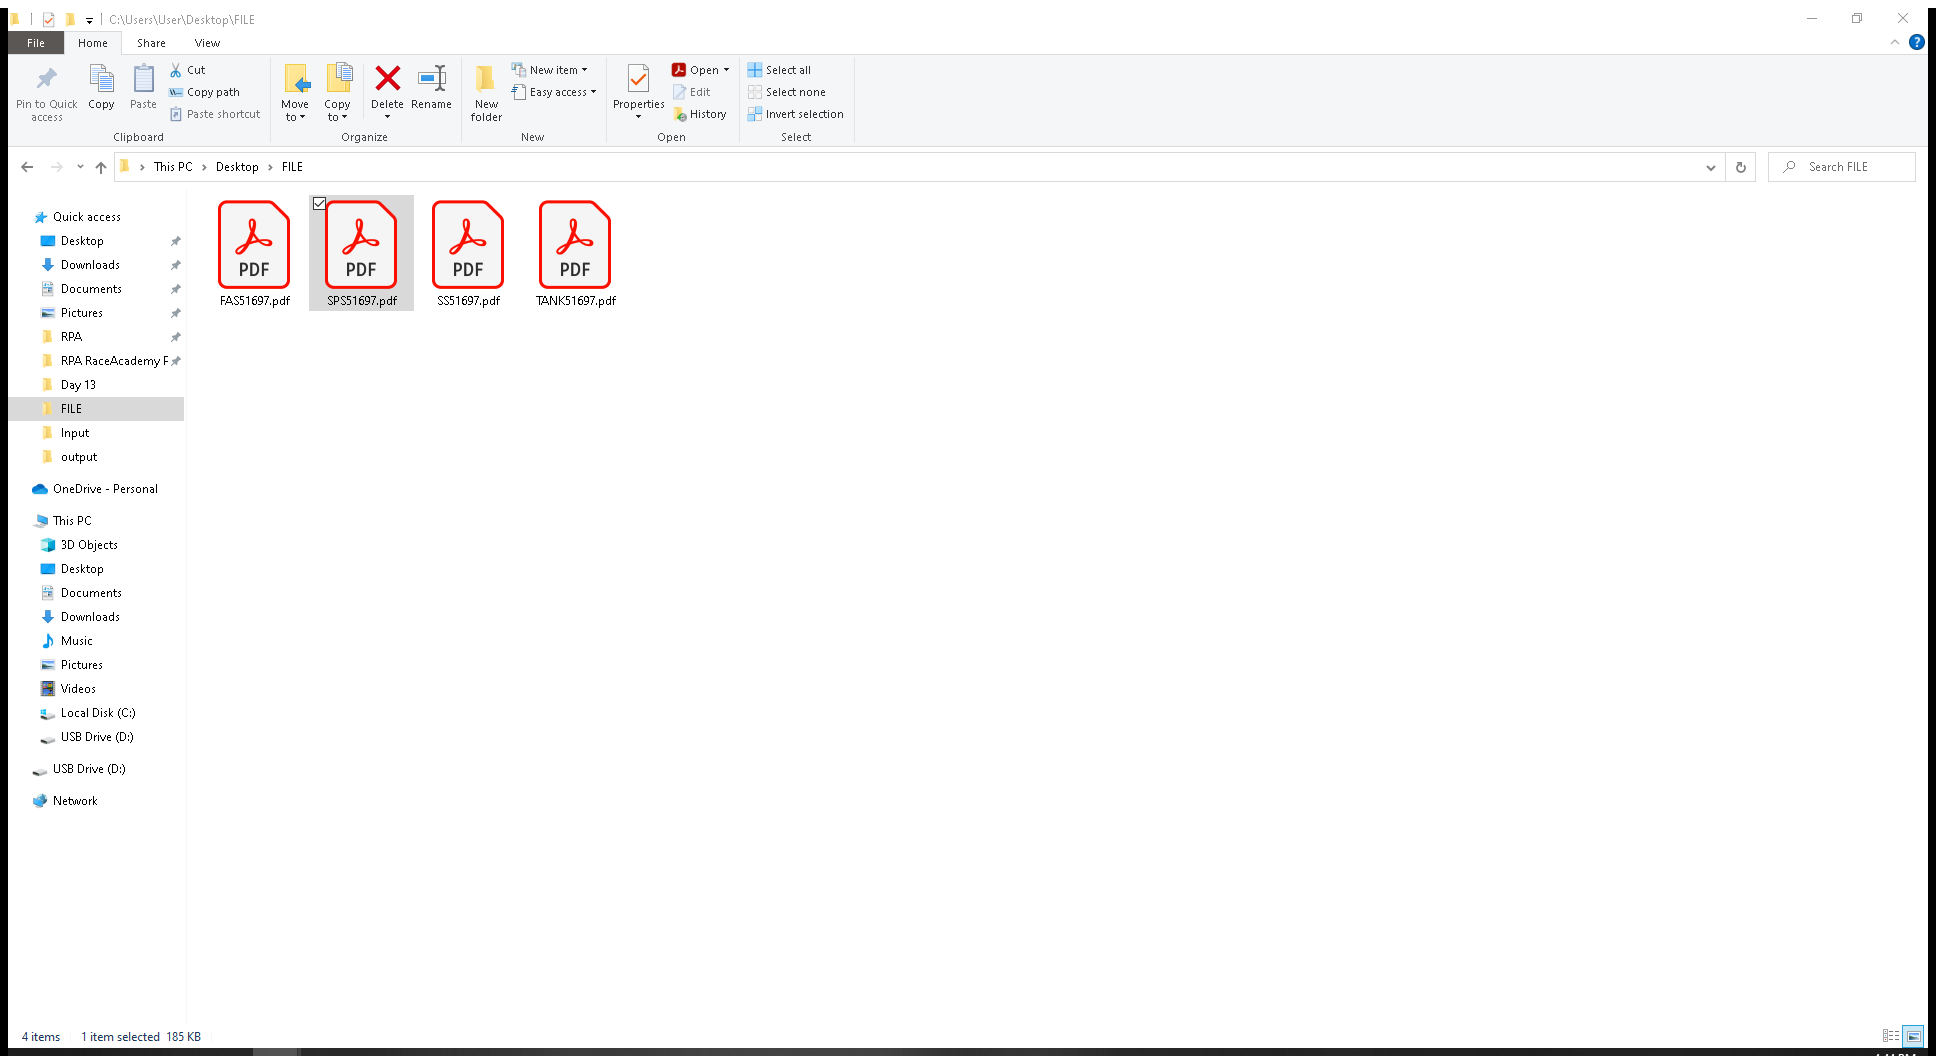 C:\Users\User\Desktop\FILE
File Home Share View
Pin to Quick access
Copy
Paste
Cut
Copy path
Paste shortcut
Clipboard
Move to
Copy to
Delete
Rename
Organize
New folder
New item
Easy access
New
Properties
Open
Edit
History
Open
Select all
Select none
Invert selection
Select
This PC > Desktop > FILE
Search FILE
Quick access
Desktop
Downloads
Documents
Pictures
RPA
RPA RaceAcademy F
Day 13
FILE
Input
output
OneDrive - Personal
This PC
3D Objects
Desktop
Documents
Downloads
Music
Pictures
Videos
Local Disk (C:)
USB Drive (D:)
USB Drive (D:)
Network
PDF PDF PDF PDF
FAS51697.pdf SPS51697.pdf SS51697.pdf TANK51697.pdf
4 items 1 item selected 185 KB